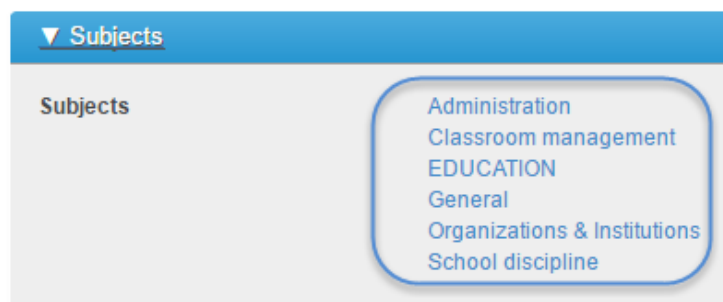 ▼ Subjects
Subjects
Administration
Classroom management
EDUCATION
General
Organizations & Institutions
School discipline